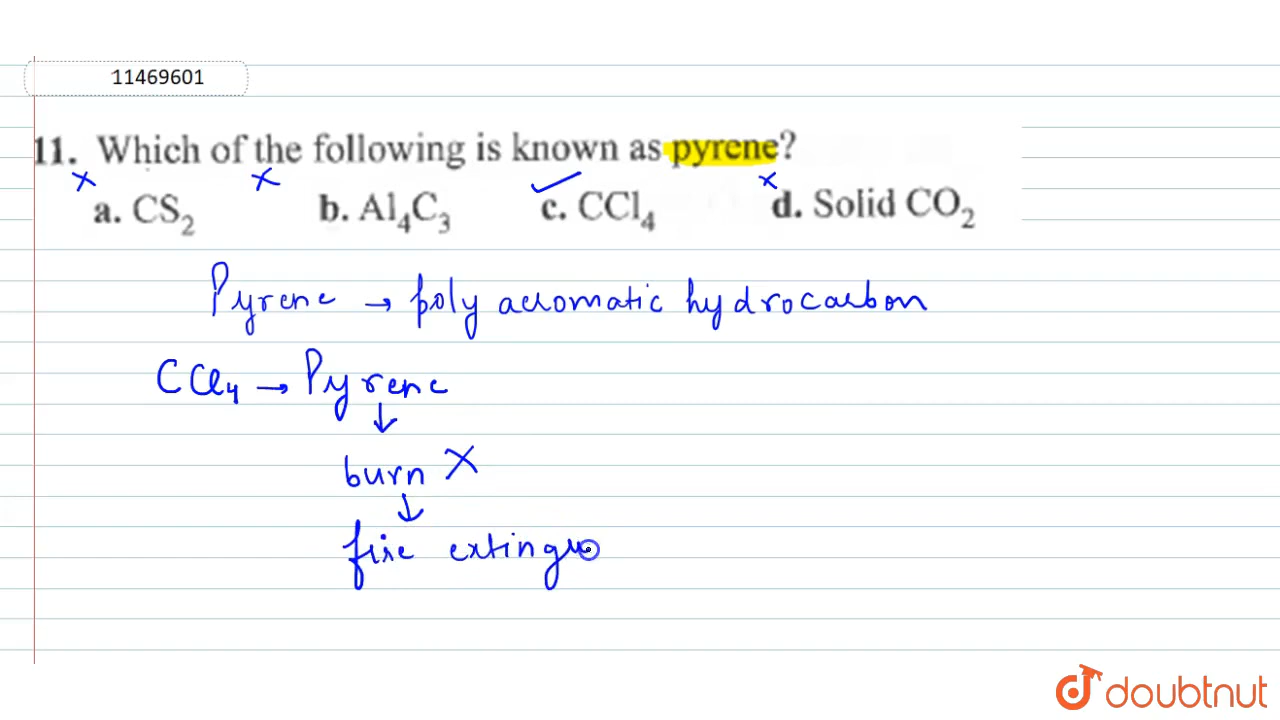 11469601
11. Which of the following is known as pyrene?
a. CS₂ b. Al₄C₃ c. CCl₄ d. Solid CO₂
Pyrene → poly aromatic hydrocarbon
CCl₄ → Pyrene
↓
burn X
↓
fire extingu
doubtnut